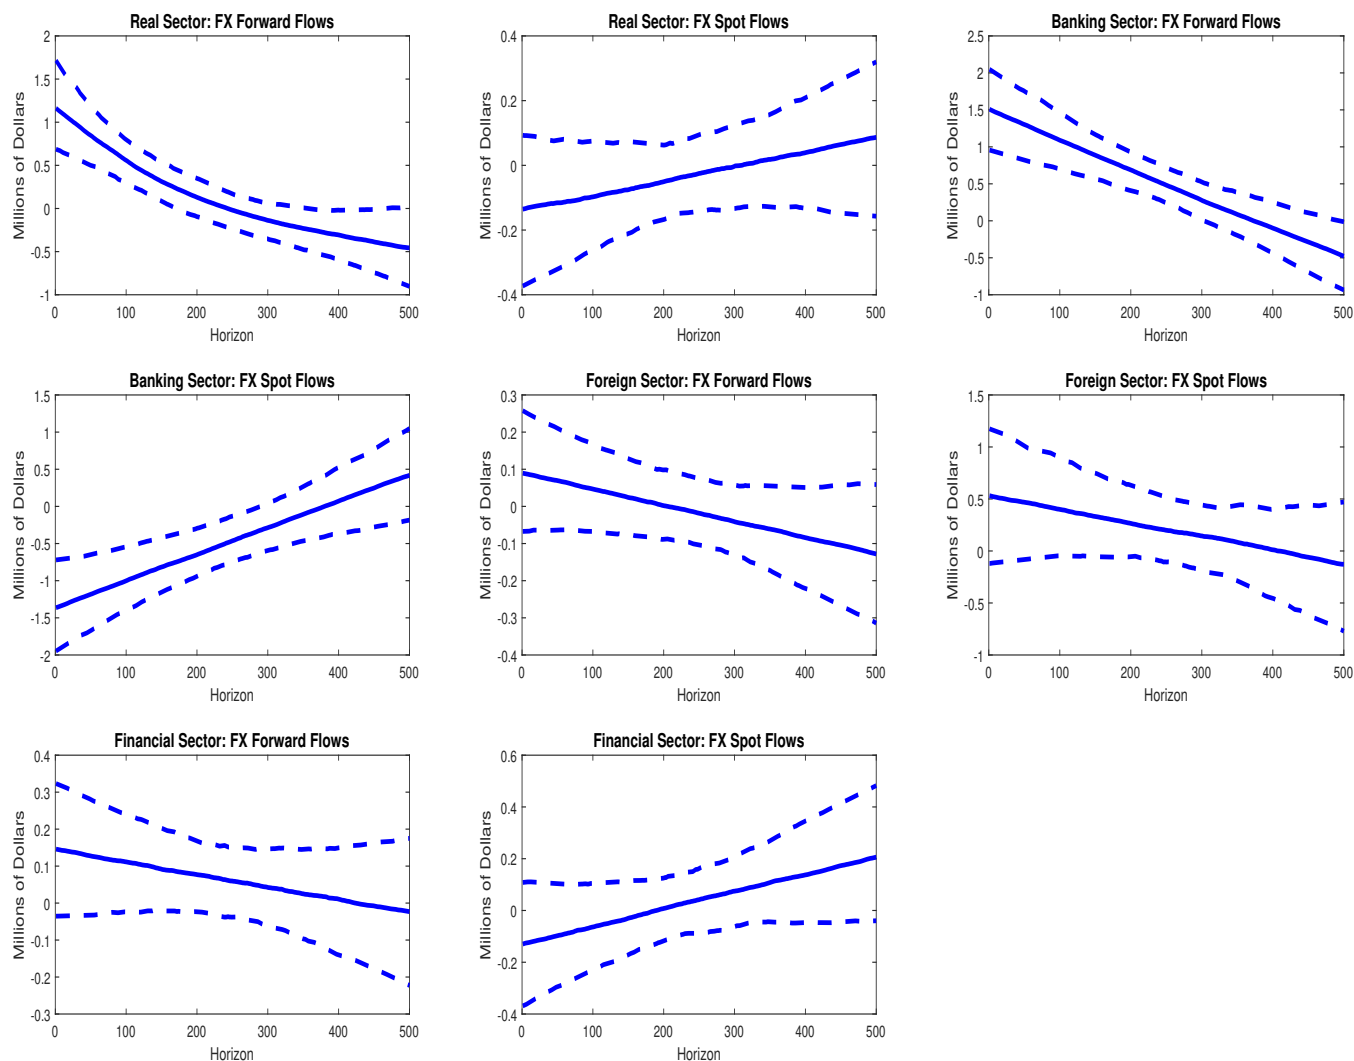 Real Sector: FX Forward Flows
Millions of Dollars
2
1.5
1
0.5
0
-0.5
-1
0 100 200 300 400 500
Horizon
Real Sector: FX Spot Flows
Millions of Dollars
0.4
0.2
0
-0.2
-0.4
0 100 200 300 400 500
Horizon
Banking Sector: FX Forward Flows
Millions of Dollars
2.5
2
1.5
1
0.5
0
-0.5
-1
0 100 200 300 400 500
Horizon
Banking Sector: FX Spot Flows
Millions of Dollars
1.5
1
0.5
0
-0.5
-1
-1.5
-2
0 100 200 300 400 500
Horizon
Foreign Sector: FX Forward Flows
Millions of Dollars
0.3
0.2
0.1
0
-0.1
-0.2
-0.3
-0.4
0 100 200 300 400 500
Horizon
Foreign Sector: FX Spot Flows
Millions of Dollars
1.5
1
0.5
0
-0.5
-1
0 100 200 300 400 500
Horizon
Financial Sector: FX Forward Flows
Millions of Dollars
0.4
0.3
0.2
0.1
0
-0.1
-0.2
-0.3
0 100 200 300 400 500
Horizon
Financial Sector: FX Spot Flows
Millions of Dollars
0.6
0.4
0.2
0
-0.2
-0.4
0 100 200 300 400 500
Horizon